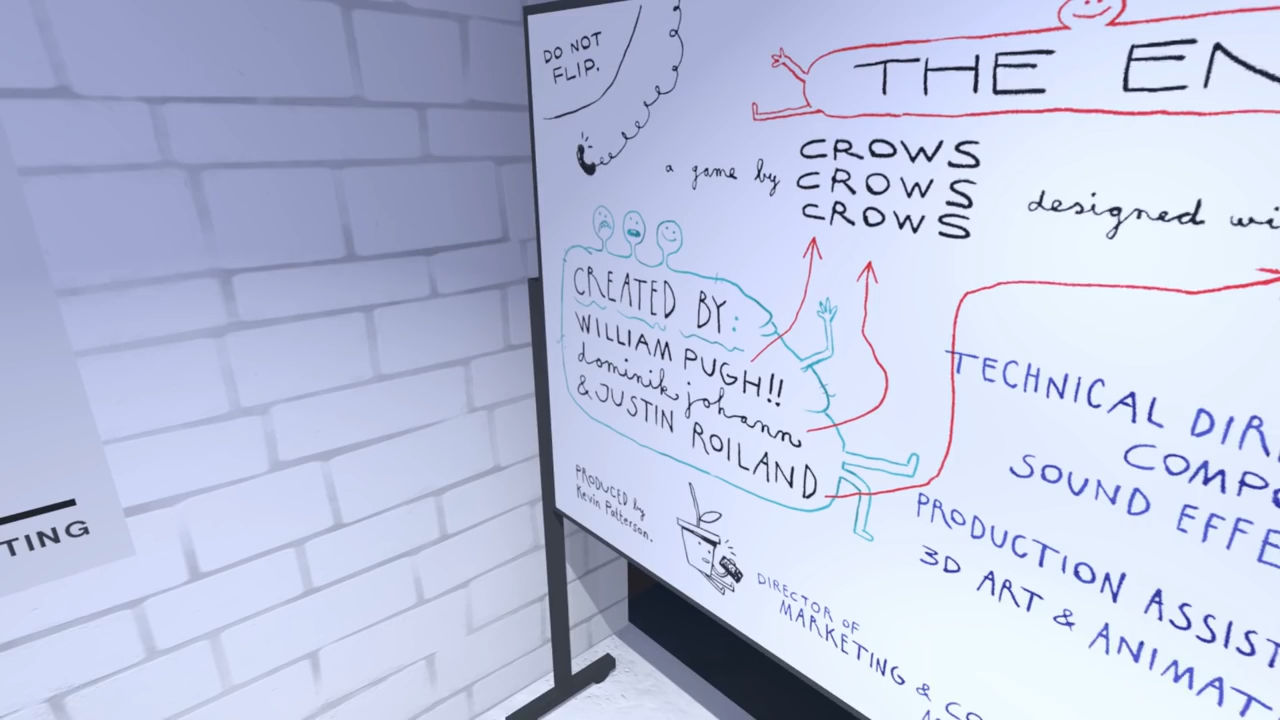 DO NOT
FLIP.
THE EN
a game by
CROWS
CROWS
CROWS
designed wi
CREATED BY:
WILLIAM PUGH!!
dominik johann
& JUSTIN ROILAND
PRODUCED by
Kevin Patterson.
TECHNICAL DIR
COMPO
SOUND EFFE
PRODUCTION ASSIST
3D ART & ANIMAT
DIRECTOR OF
MARKETING & CO
TING